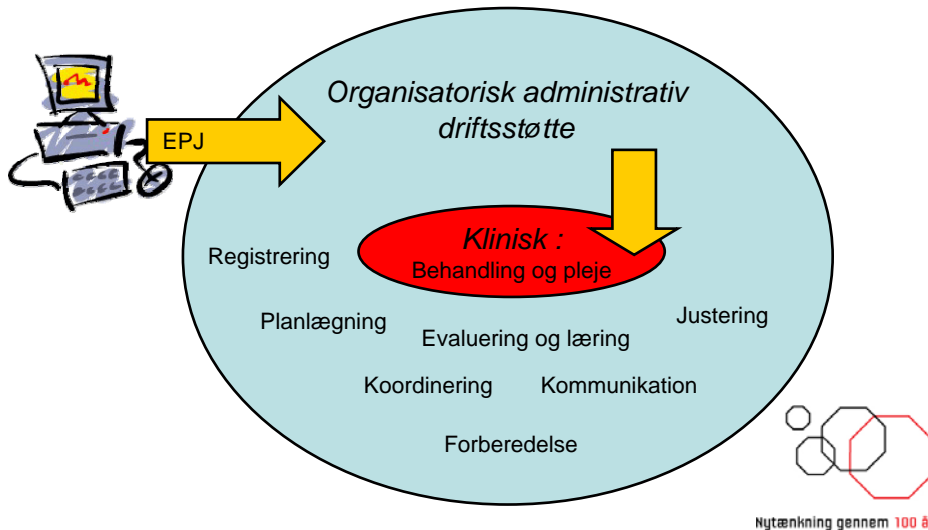 Organisatorisk administrativ
driftsstøtte
EPJ
Klinisk :
Behandling og pleje
Registrering
Planlægning
Justering
Evaluering og læring
Koordinering
Kommunikation
Forberedelse
Nytænkning gennem 100 å